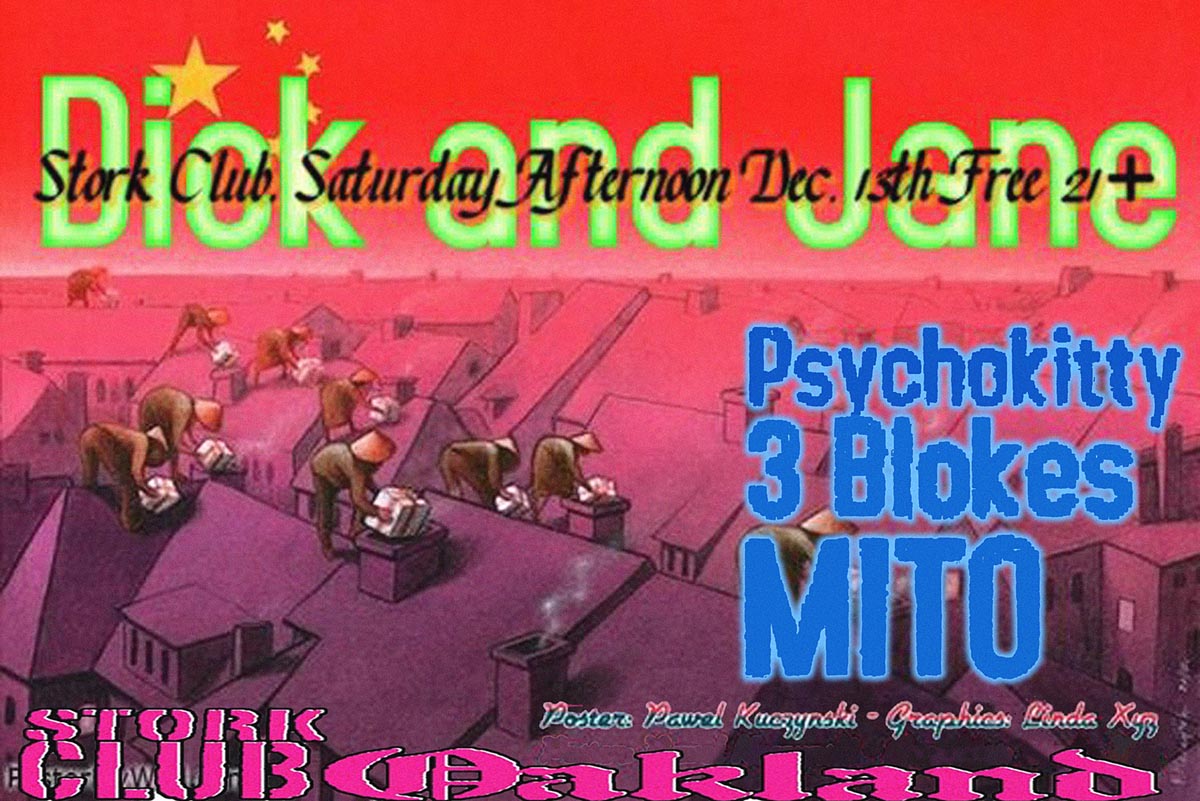 Dick and Jane
Stork Club. Saturday Afternoon Dec. 13th Free 21+
Psychokitty
3 Blokes
MITO
Poster: Pawel Kuczynski - Graphics: Linda Xyz
STORK
CLUB Oakland